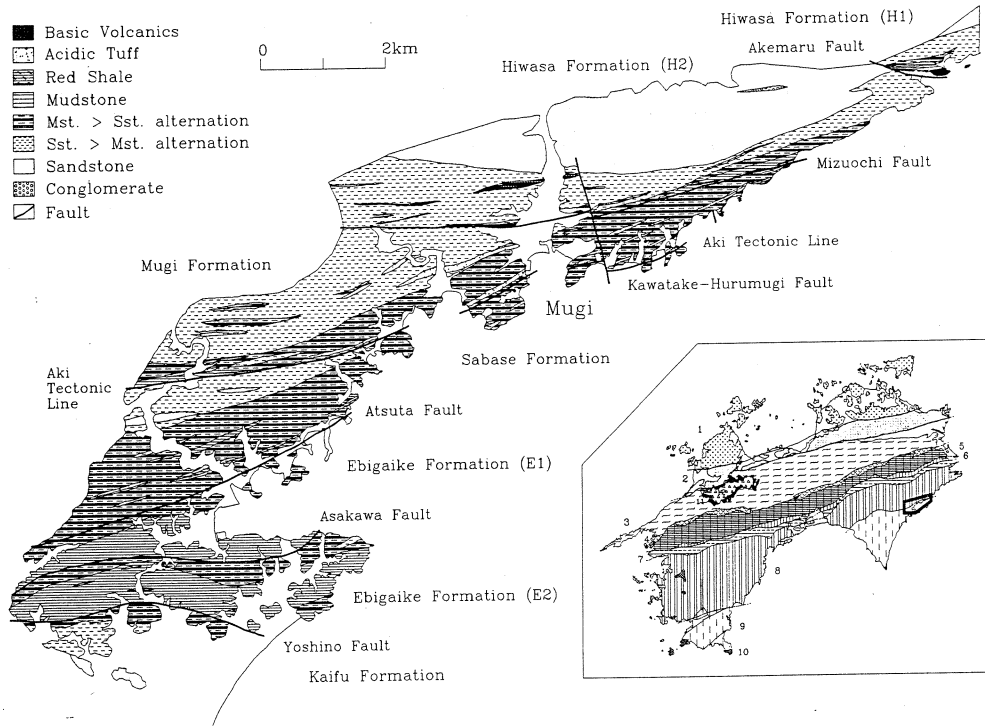 Basic Volcanics
Acidic Tuff
Red Shale
Mudstone
Mst. > Sst. alternation
Sst. > Mst. alternation
Sandstone
Conglomerate
Fault
0
2km
Hiwasa Formation (H1)
Akemaru Fault
Hiwasa Formation (H2)
Mizuochi Fault
Aki Tectonic Line
Kawatake-Hurumugi Fault
Mugi Formation
Mugi
Sabase Formation
Aki
Tectonic
Line
Atsuta Fault
Ebigaike Formation (E1)
Asakawa Fault
Ebigaike Formation (E2)
Yoshino Fault
Kaifu Formation
1
2
3
5
6
7
8
9
10
11